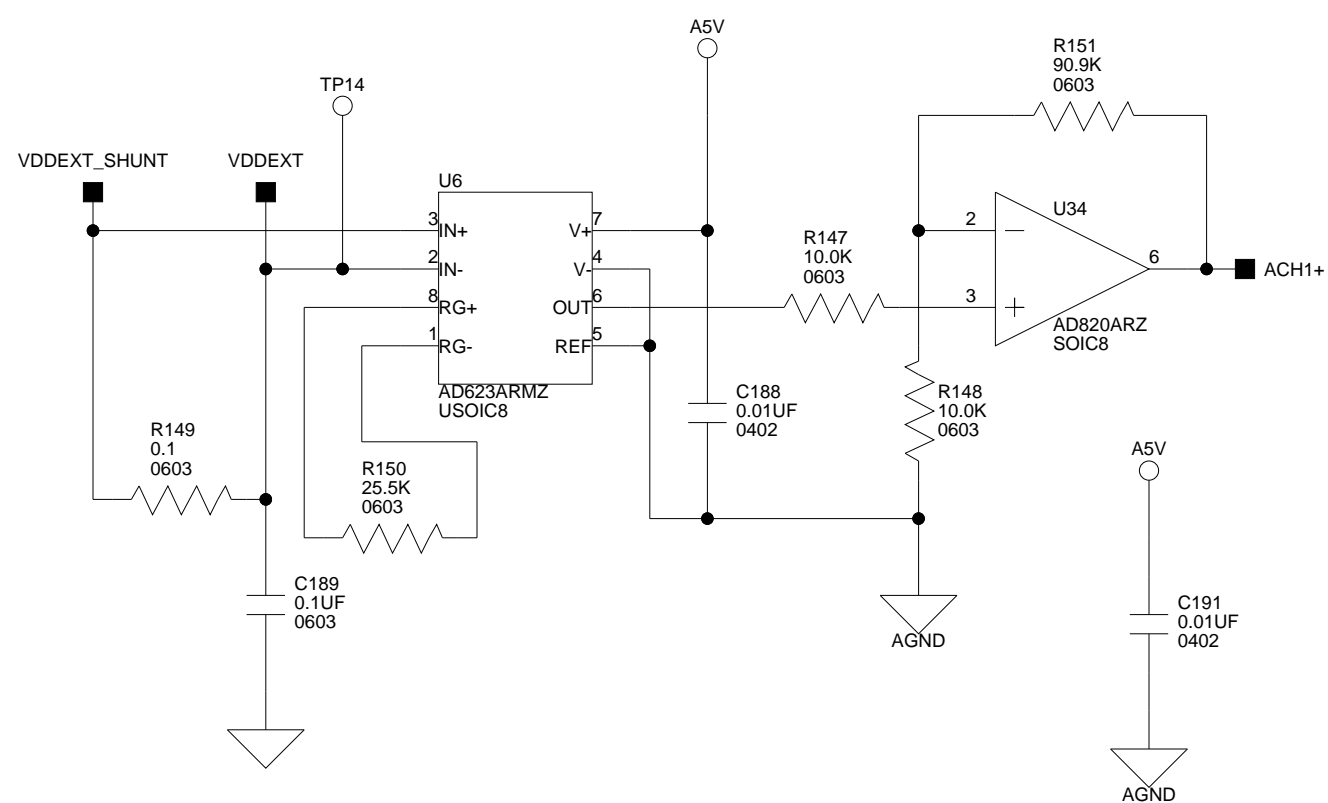 A5V
R151
90.9K
0603
TP14
VDDEXT_SHUNT
VDDEXT
U6
3
IN+
2
IN-
8
RG+
1
RG-
7
V+
4
V-
6
OUT
5
REF
AD623ARMZ
USOIC8
R147
10.0K
0603
U34
2
3
6
ACH1+
AD820ARZ
SOIC8
C188
0.01UF
0402
R148
10.0K
0603
R149
0.1
0603
R150
25.5K
0603
A5V
C189
0.1UF
0603
AGND
C191
0.01UF
0402
AGND